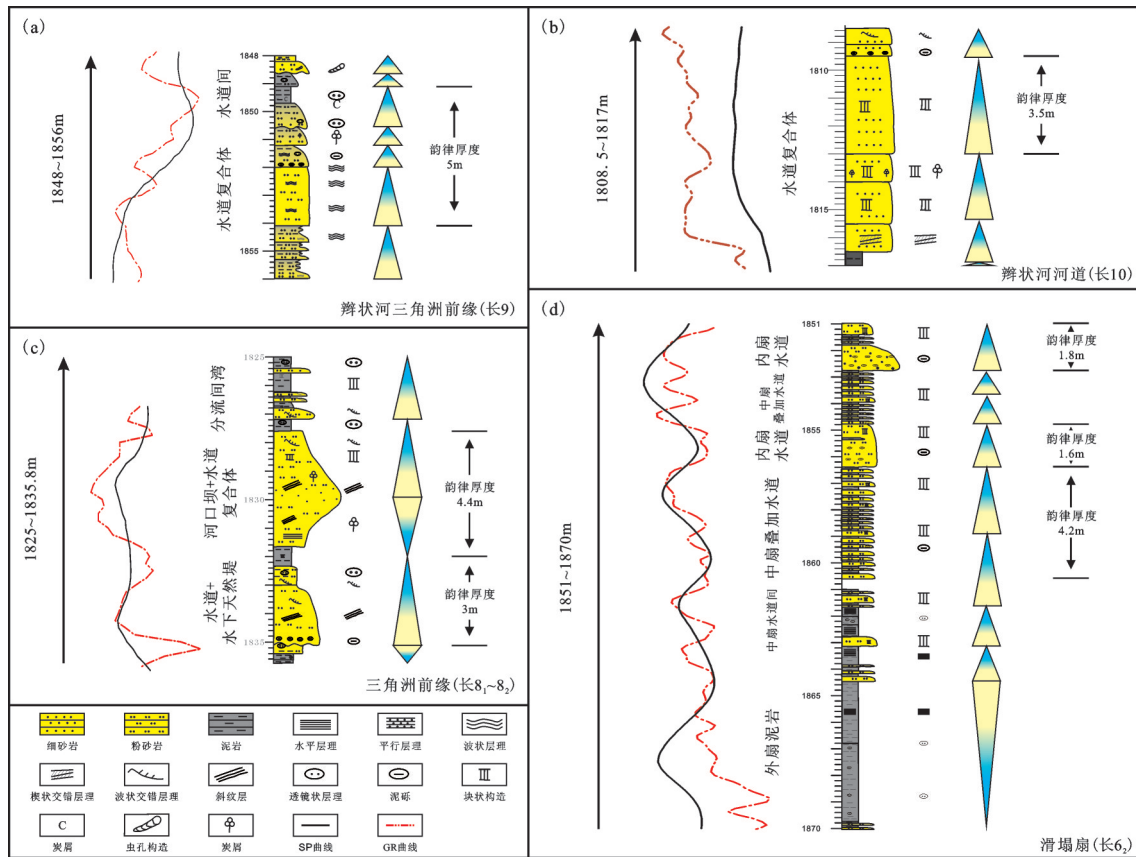 (a)
1848~1856m
水道间
水道复合体
1848
1850
1855
C
韵律厚度
5m
辫状河三角洲前缘(长9)
(b)
1808.5~1817m
水道复合体
1810
1815
韵律厚度
3.5m
辫状河河道(长10)
(c)
1825~1835.8m
分流间湾
河口坝+水道
复合体
水道+
水下天然堤
1825
1830
1835
韵律厚度
4.4m
韵律厚度
3m
三角洲前缘(长8₁~8₂)
(d)
1851~1870m
内扇
水道
中扇
叠加水道
内扇
水道
中扇叠加水道
中扇水道间
外扇泥岩
1851
1855
1860
1865
1870
韵律厚度
1.8m
韵律厚度
1.6m
韵律厚度
4.2m
滑塌扇(长6₂)
细砂岩 粉砂岩 泥岩 水平层理 平行层理 波状层理
楔状交错层理 波状交错层理 斜纹层 透镜状层理 泥砾 块状构造
C
炭屑 虫孔构造 炭屑 SP曲线 GR曲线